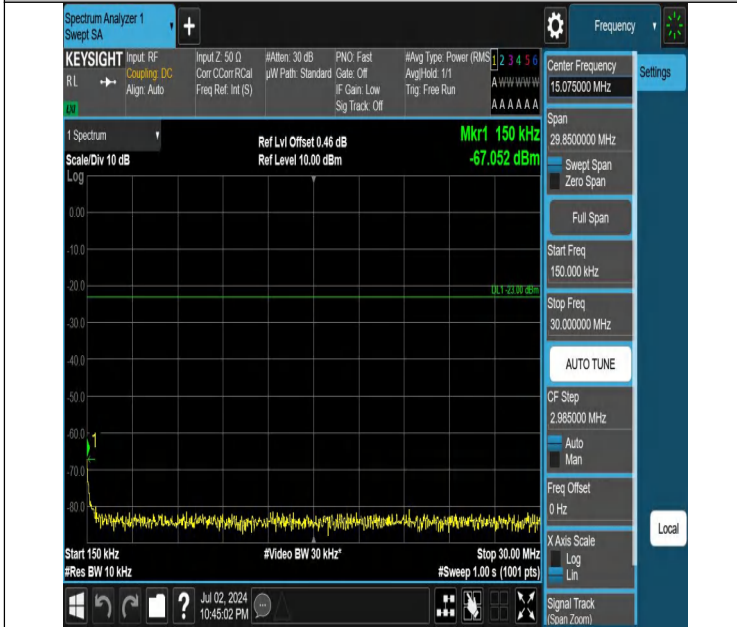 Spectrum Analyzer 1
Swept SA
+
Frequency
KEYSIGHT
RL
Input: RF
Coupling: DC
Align: Auto
Input Z: 50 Ω
Corr CCorr RCal
Freq Ref: Int (S)
#Atten: 30 dB
µW Path: Standard
PNO: Fast
Gate: Off
IF Gain: Low
Sig Track: Off
#Avg Type: Power (RMS
Avg|Hold: 1/1
Trig: Free Run
1 2 3 4 5 6
A W W W W W
A A A A A A
1 Spectrum
Scale/Div 10 dB
Ref Lvl Offset 0.46 dB
Ref Level 10.00 dBm
Mkr1 150 kHz
-67.052 dBm
Log
0.00
-10.0
-20.0
DL1 -23.00 dBm
-30.0
-40.0
-50.0
-60.0
1
-70.0
-80.0
Start 150 kHz
#Video BW 30 kHz*
Stop 30.00 MHz
#Res BW 10 kHz
#Sweep 1.00 s (1001 pts)
?
Jul 02, 2024
10:45:02 PM
Center Frequency
15.075000 MHz
Settings
Span
29.8500000 MHz
Swept Span
Zero Span
Full Span
Start Freq
150.000 kHz
Stop Freq
30.000000 MHz
AUTO TUNE
CF Step
2.985000 MHz
Auto
Man
Freq Offset
0 Hz
X Axis Scale
Log
Lin
Local
Signal Track
(Span Zoom)